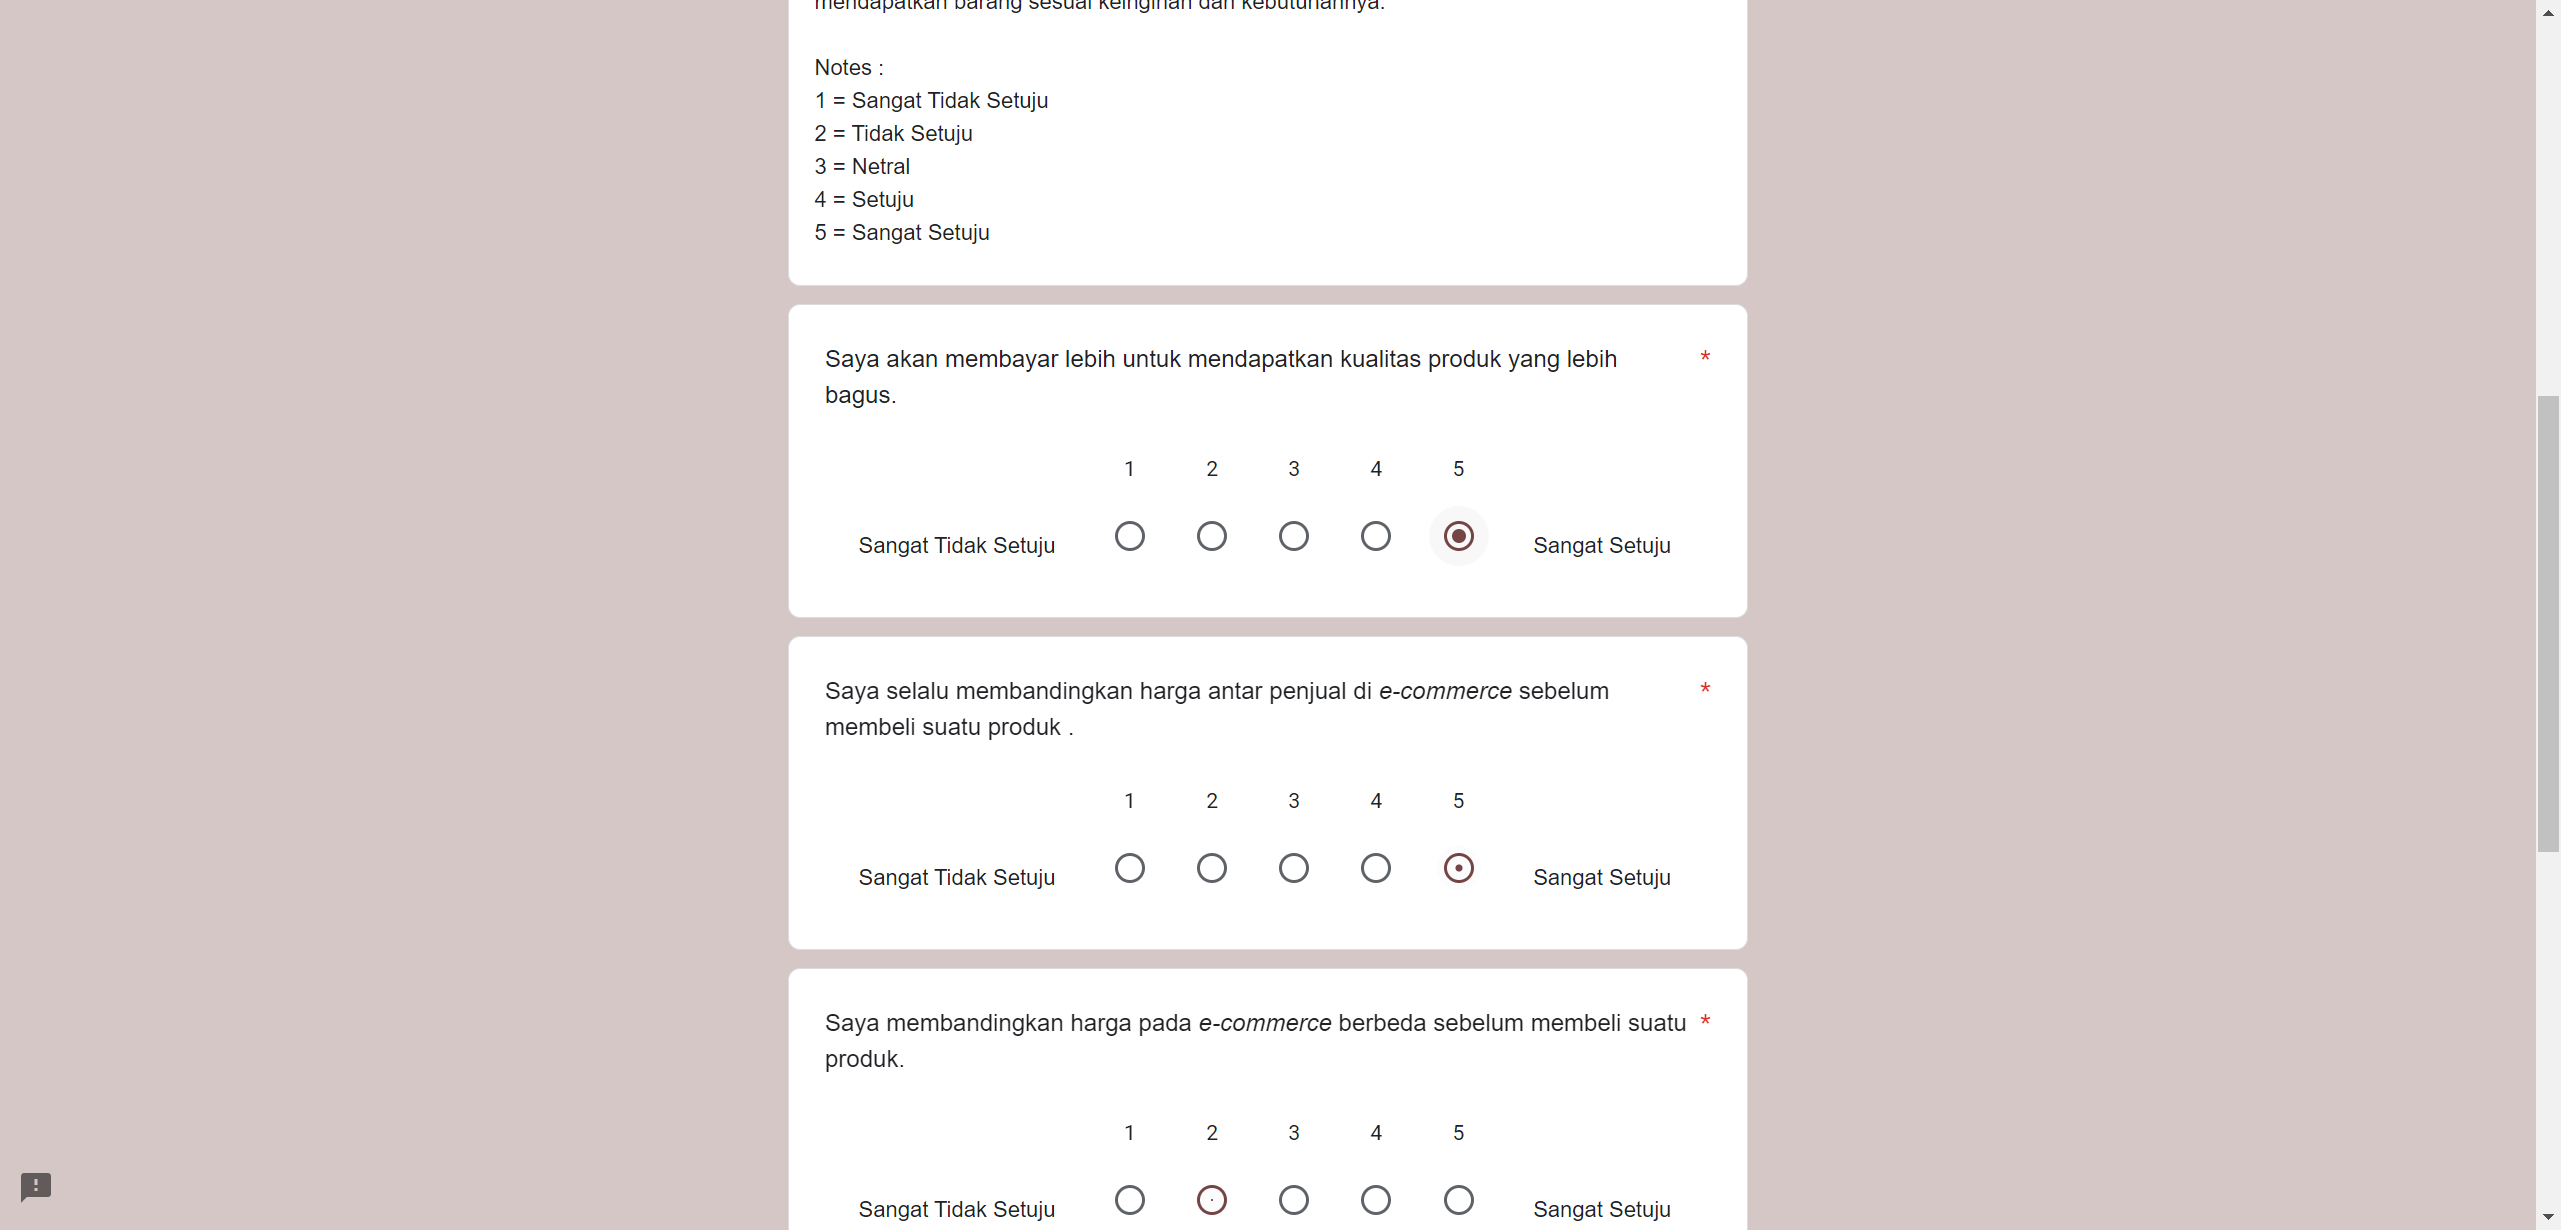 mendapatkan barang sesuai keinginan dan kebutuhannya.
Notes :
1 = Sangat Tidak Setuju
2 = Tidak Setuju
3 = Netral
4 = Setuju
5 = Sangat Setuju
Saya akan membayar lebih untuk mendapatkan kualitas produk yang lebih *
bagus.
1 2 3 4 5
Sangat Tidak Setuju Sangat Setuju
Saya selalu membandingkan harga antar penjual di e-commerce sebelum *
membeli suatu produk .
1 2 3 4 5
Sangat Tidak Setuju Sangat Setuju
Saya membandingkan harga pada e-commerce berbeda sebelum membeli suatu *
produk.
1 2 3 4 5
Sangat Tidak Setuju Sangat Setuju